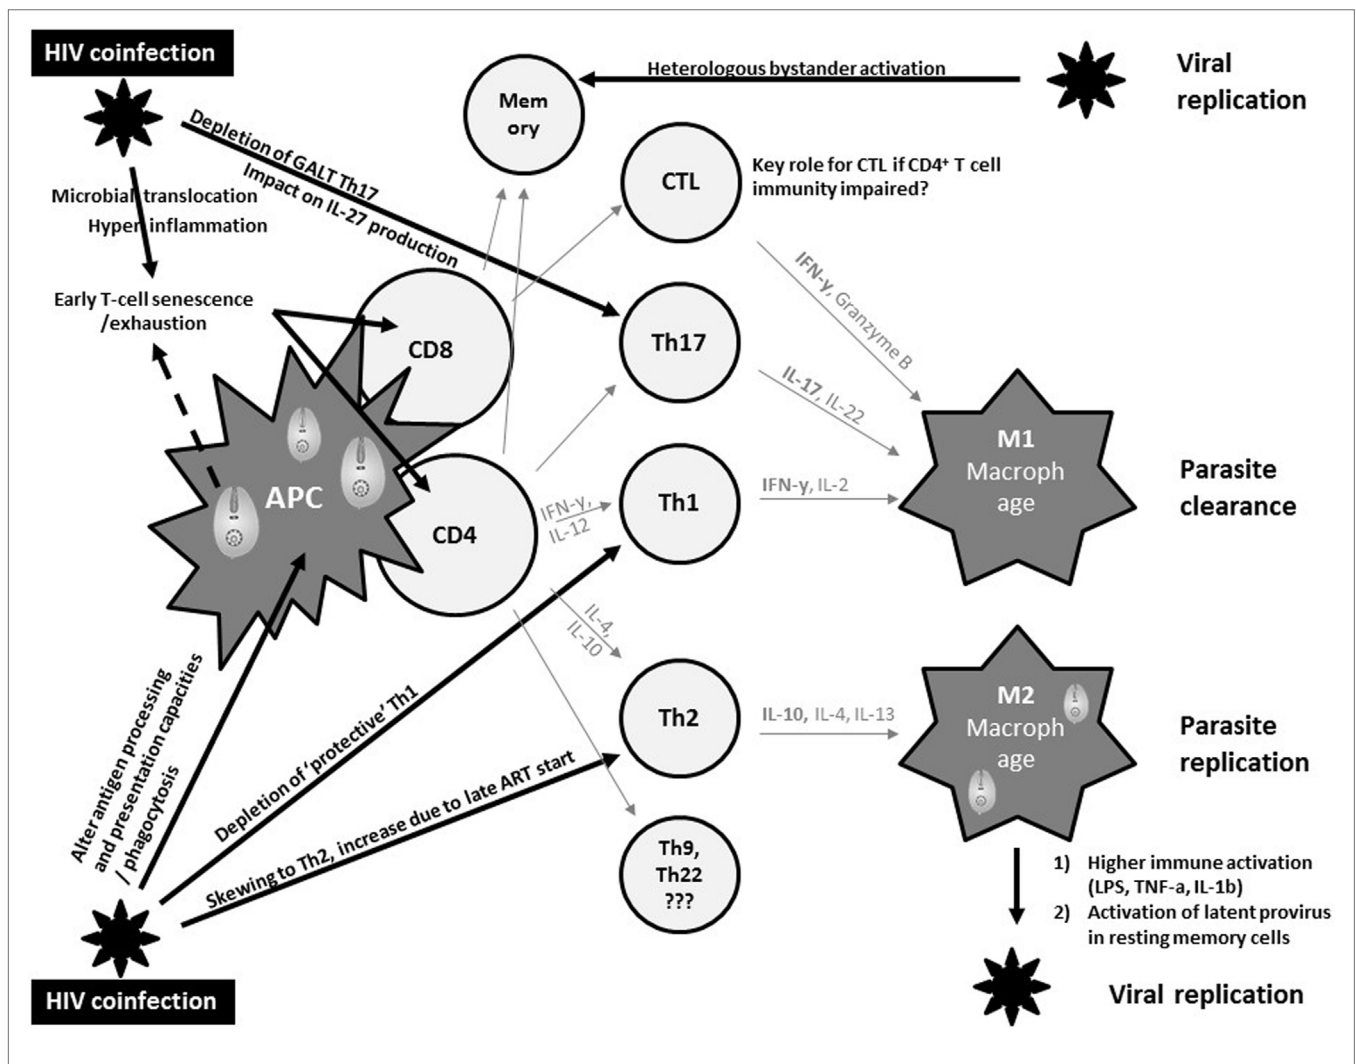 HIV coinfection
Heterologous bystander activation
Viral
replication
Mem
ory
Depletion of GALT Th17
Impact on IL-27 production
CTL
Key role for CTL if CD4⁺ T cell
immunity impaired?
Microbial translocation
Hyper inflammation
IFN-y, Granzyme B
Early T-cell senescence
/exhaustion
CD8
Th17
IL-17, IL-22
M1
Macroph
age
Parasite
clearance
APC
CD4
IFN-y,
IL-12
Th1
IFN-y, IL-2
IL-4,
IL-10
Alter antigen processing
and presentation capacities
/ phagocytosis
Depletion of ‘protective’ Th1
Skewing to Th2, increase due to late ART start
Th2
IL-10, IL-4, IL-13
M2
Macroph
age
Parasite
replication
Th9,
Th22
???
1) Higher immune activation
(LPS, TNF-a, IL-1b)
2) Activation of latent provirus
in resting memory cells
HIV coinfection
Viral replication